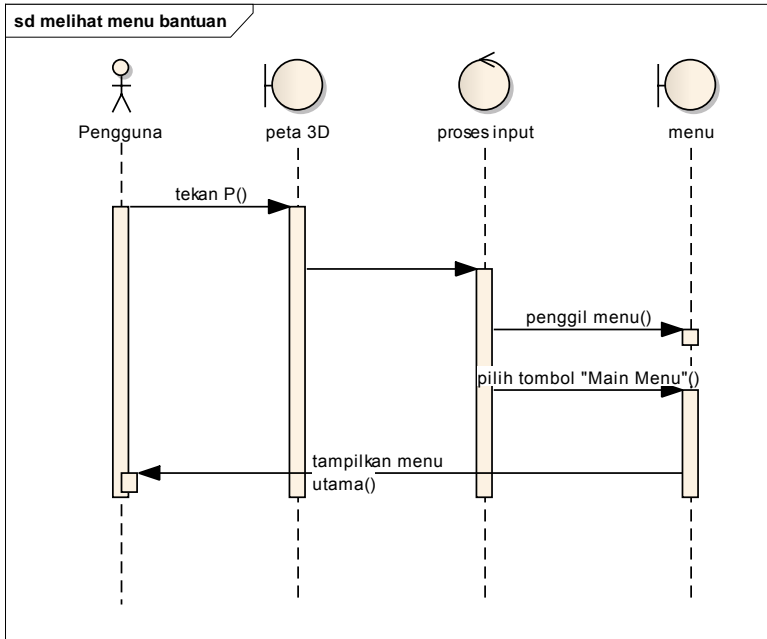 sd melihat menu bantuan
Pengguna
peta 3D
proses input
menu
tekan P()
penggil menu()
pilih tombol "Main Menu"()
tampilkan menu
utama()